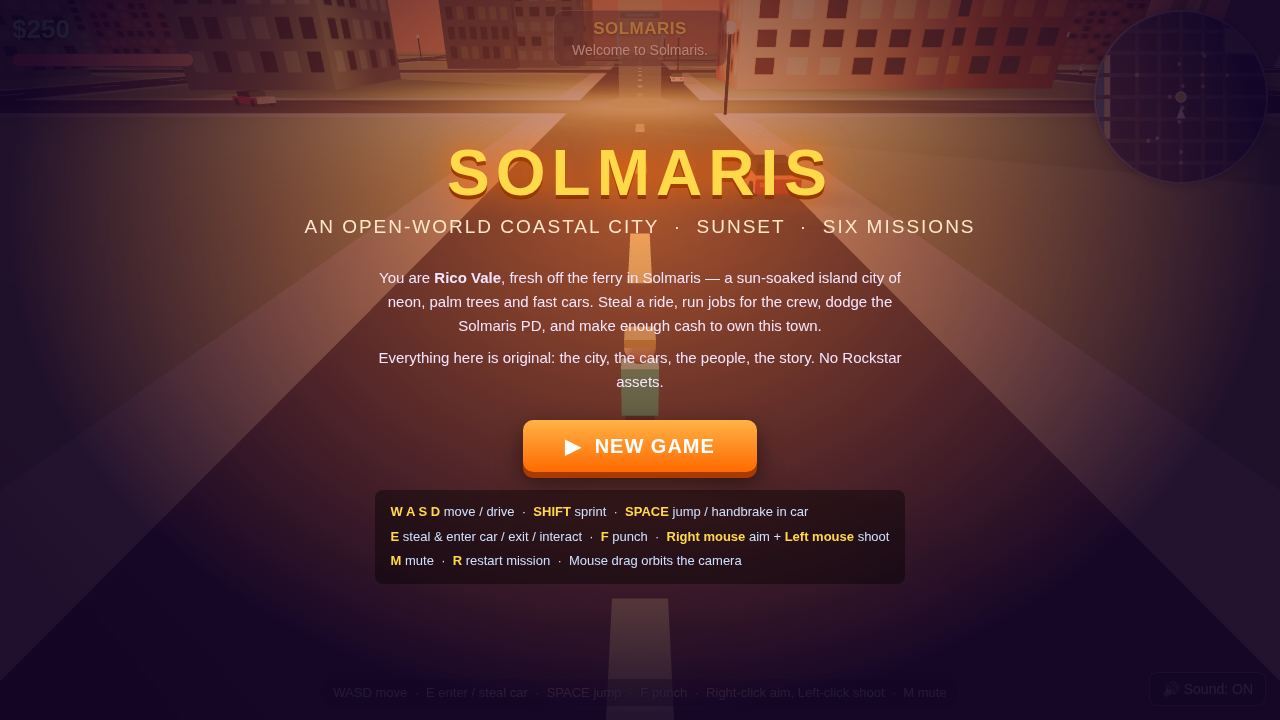 $250
SOLMARIS
Welcome to Solmaris.
SOLMARIS
AN OPEN-WORLD COASTAL CITY · SUNSET · SIX MISSIONS
You are Rico Vale, fresh off the ferry in Solmaris — a sun-soaked island city of
neon, palm trees and fast cars. Steal a ride, run jobs for the crew, dodge the
Solmaris PD, and make enough cash to own this town.
Everything here is original: the city, the cars, the people, the story. No Rockstar
assets.
▶ NEW GAME
W A S D move / drive · SHIFT sprint · SPACE jump / handbrake in car
E steal & enter car / exit / interact · F punch · Right mouse aim + Left mouse shoot
M mute · R restart mission · Mouse drag orbits the camera
WASD move · E enter / steal car · SPACE jump · F punch · Right-click aim, Left-click shoot · M mute
🔊 Sound: ON